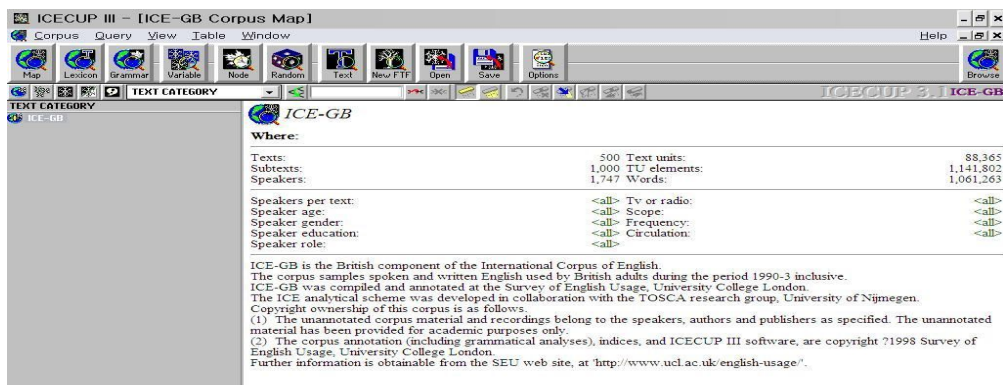 ICECUP III - [ICE-GB Corpus Map]
Corpus Query View Table Window Help
Map Lexicon Grammar Variable Node Random Text New FTF Open Save Options Browse
TEXT CATEGORY ICECUP 3.1 ICE-GB
TEXT CATEGORY
ICE-GB
ICE-GB
Where:
Texts: 500 Text units: 88,365
Subtexts: 1,000 TU elements: 1,141,802
Speakers: 1,747 Words: 1,061,263
Speakers per text: <all> Tv or radio: <all>
Speaker age: <all> Scope: <all>
Speaker gender: <all> Frequency: <all>
Speaker education: <all> Circulation: <all>
Speaker role: <all>
ICE-GB is the British component of the International Corpus of English.
The corpus samples spoken and written English used by British adults during the period 1990-3 inclusive.
ICE-GB was compiled and annotated at the Survey of English Usage, University College London.
The ICE analytical scheme was developed in collaboration with the TOSCA research group, University of Nijmegen.
Copyright ownership of this corpus is as follows.
(1) The unannotated corpus material and recordings belong to the speakers, authors and publishers as specified. The unannotated
material has been provided for academic purposes only.
(2) The corpus annotation (including grammatical analyses), indices, and ICECUP III software, are copyright ?1998 Survey of
English Usage, University College London.
Further information is obtainable from the SEU web site, at 'http://www.ucl.ac.uk/english-usage/'.